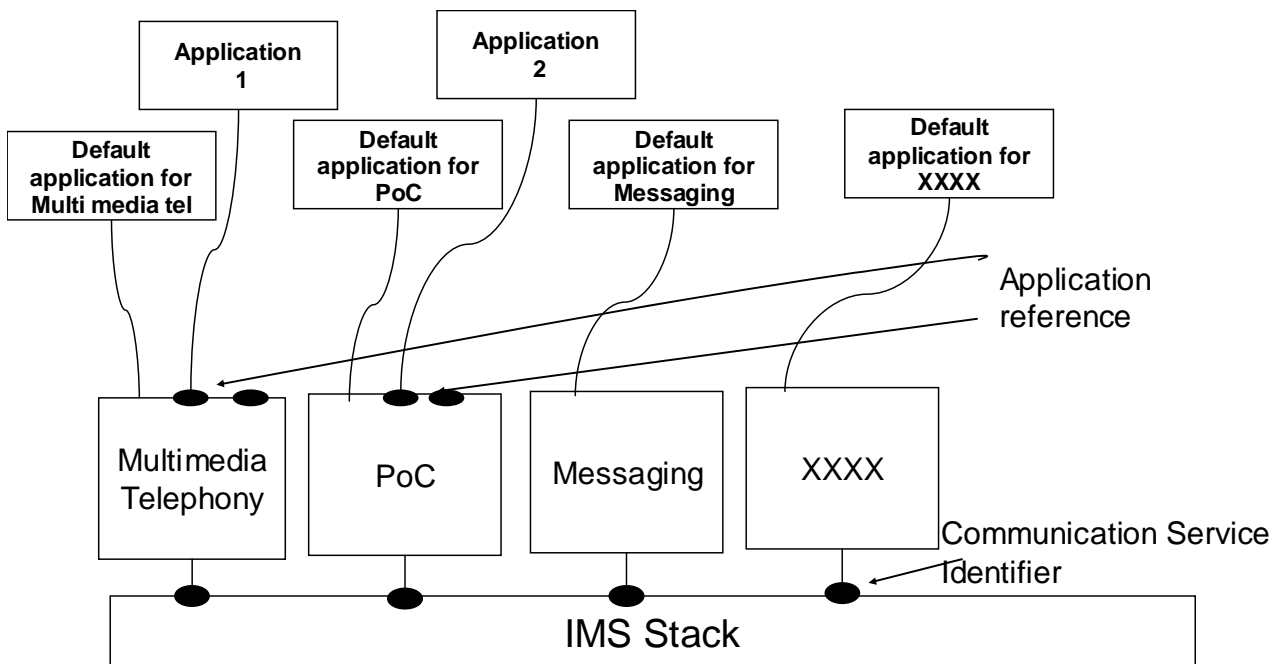 Application
1
Application
2
Default
application for
Multi media tel
Default
application for
PoC
Default
application for
Messaging
Default
application for
XXXX
Application
reference
Multimedia
Telephony
PoC
Messaging
XXXX
Communication Service
Identifier
IMS Stack